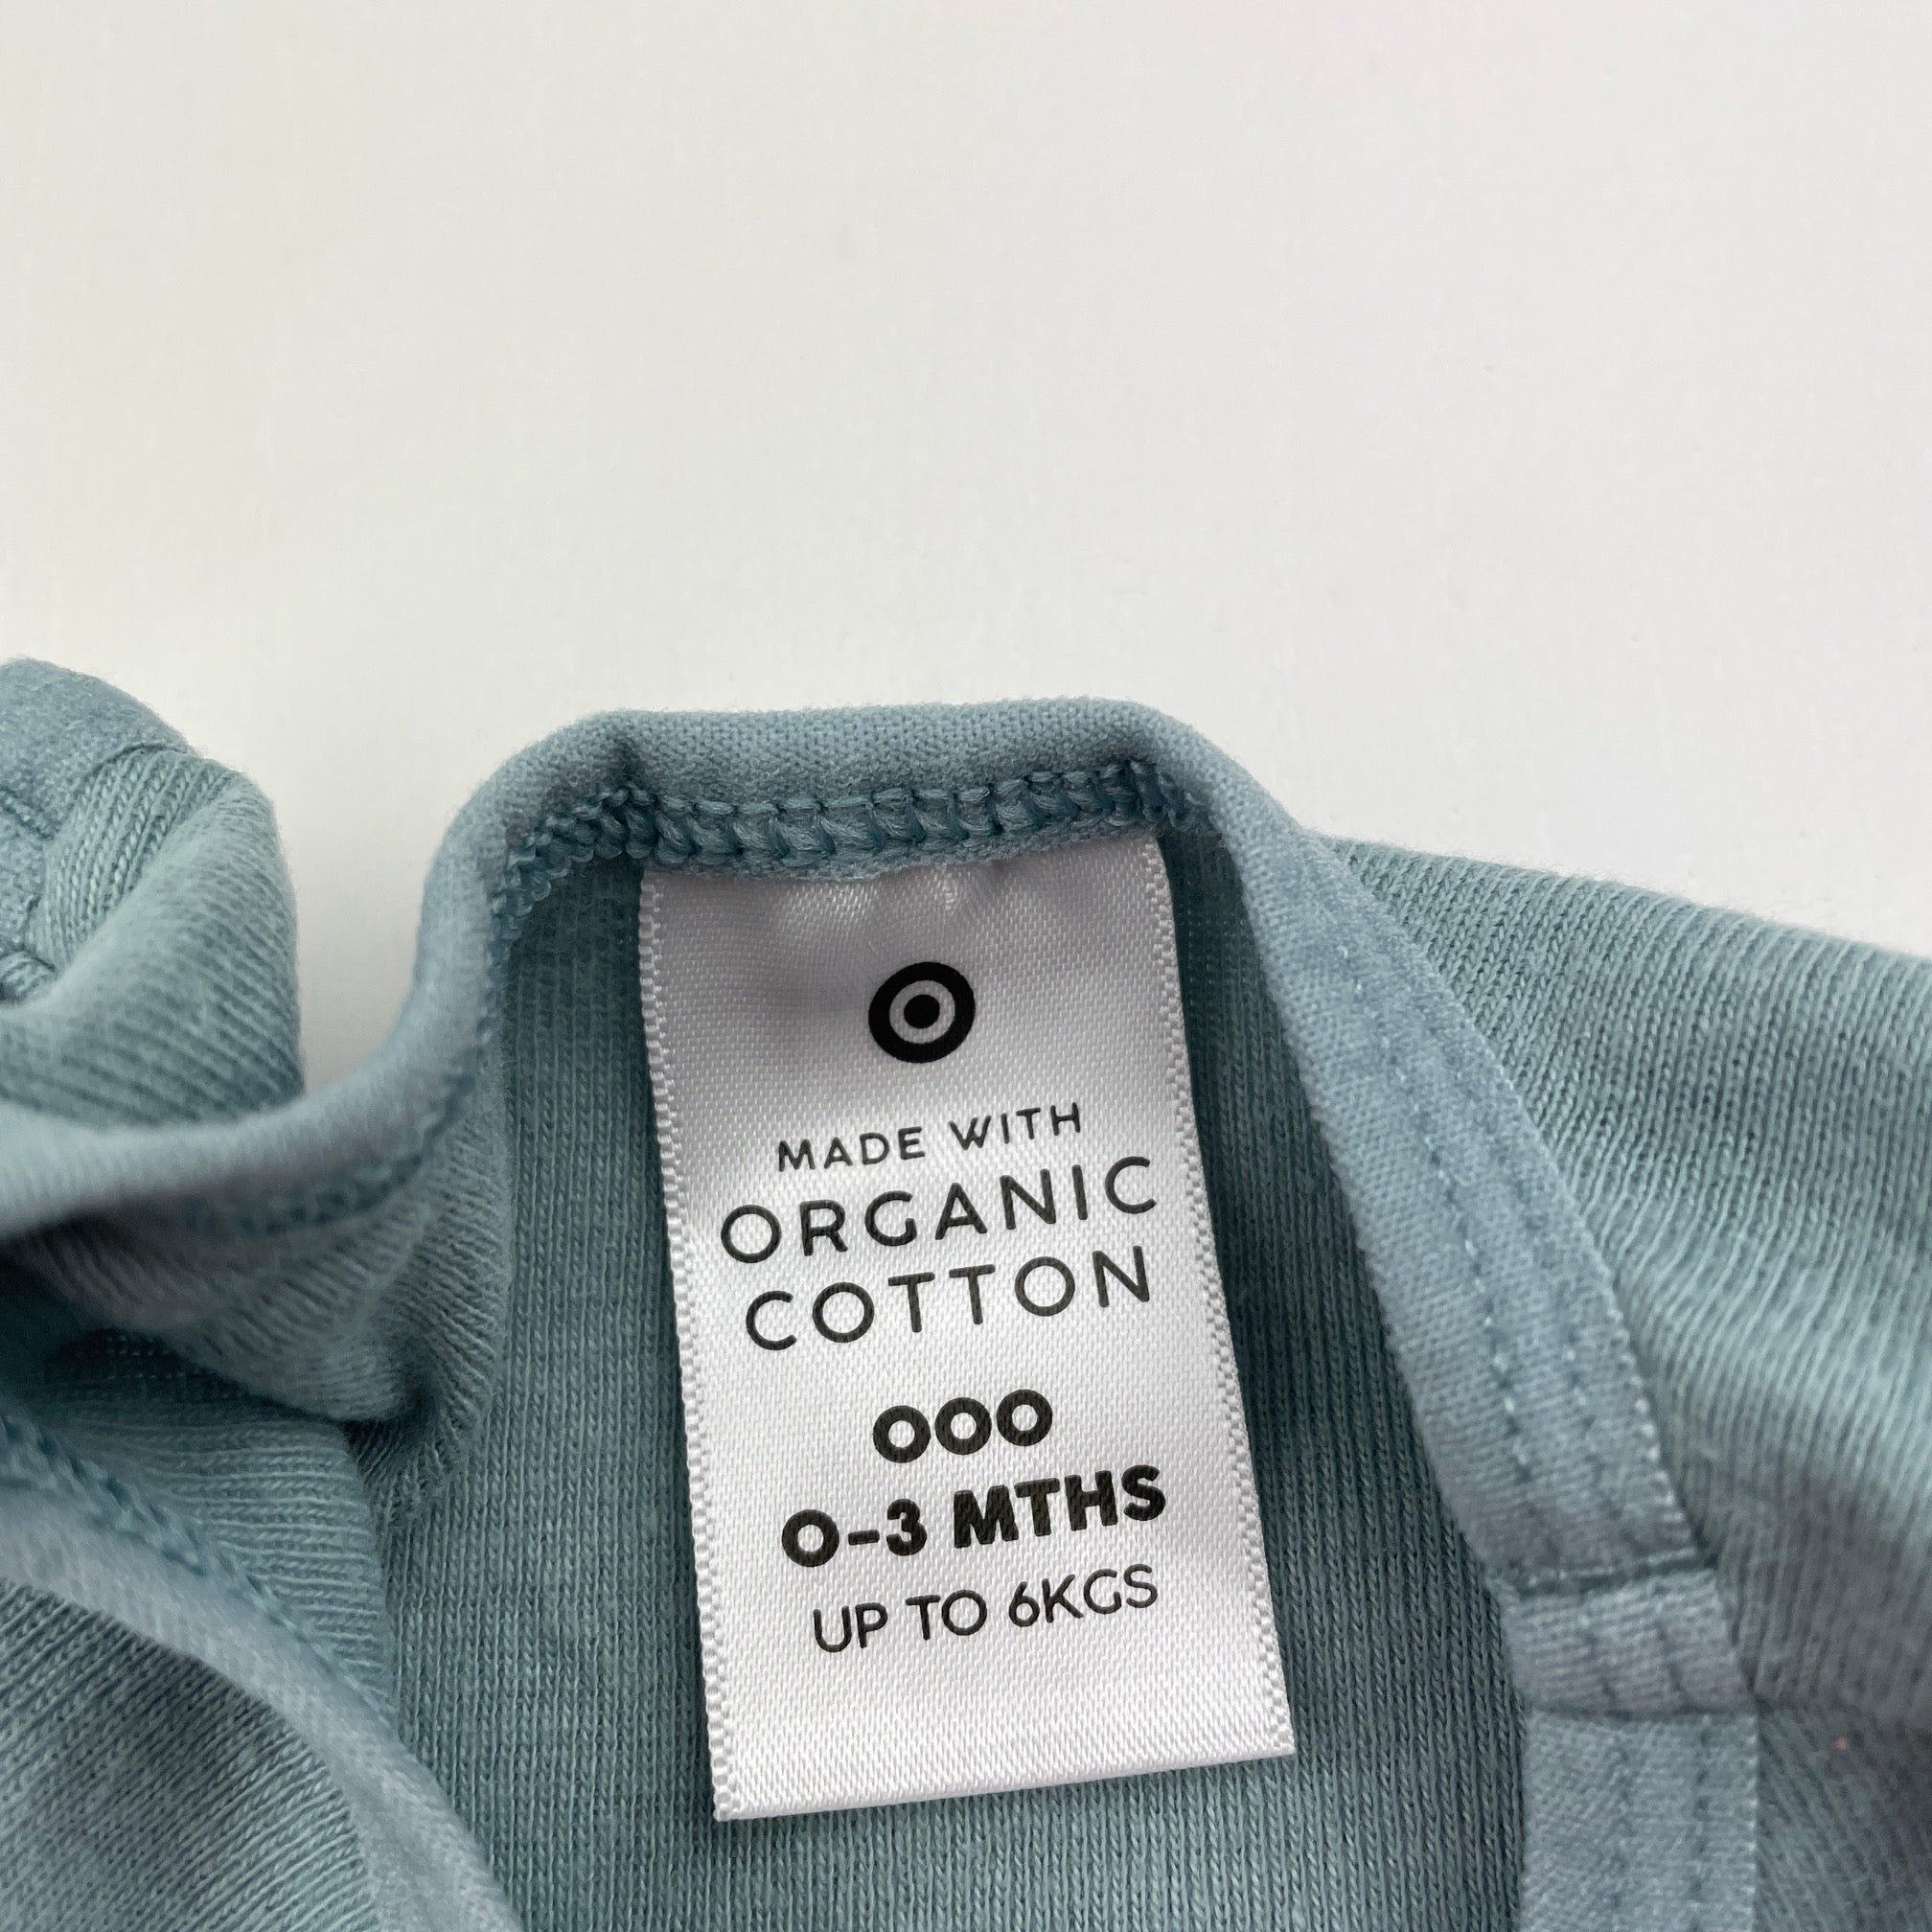 MADE WITH
ORGANIC
COTTON
000
0-3 MTHS
UP TO 6KGS